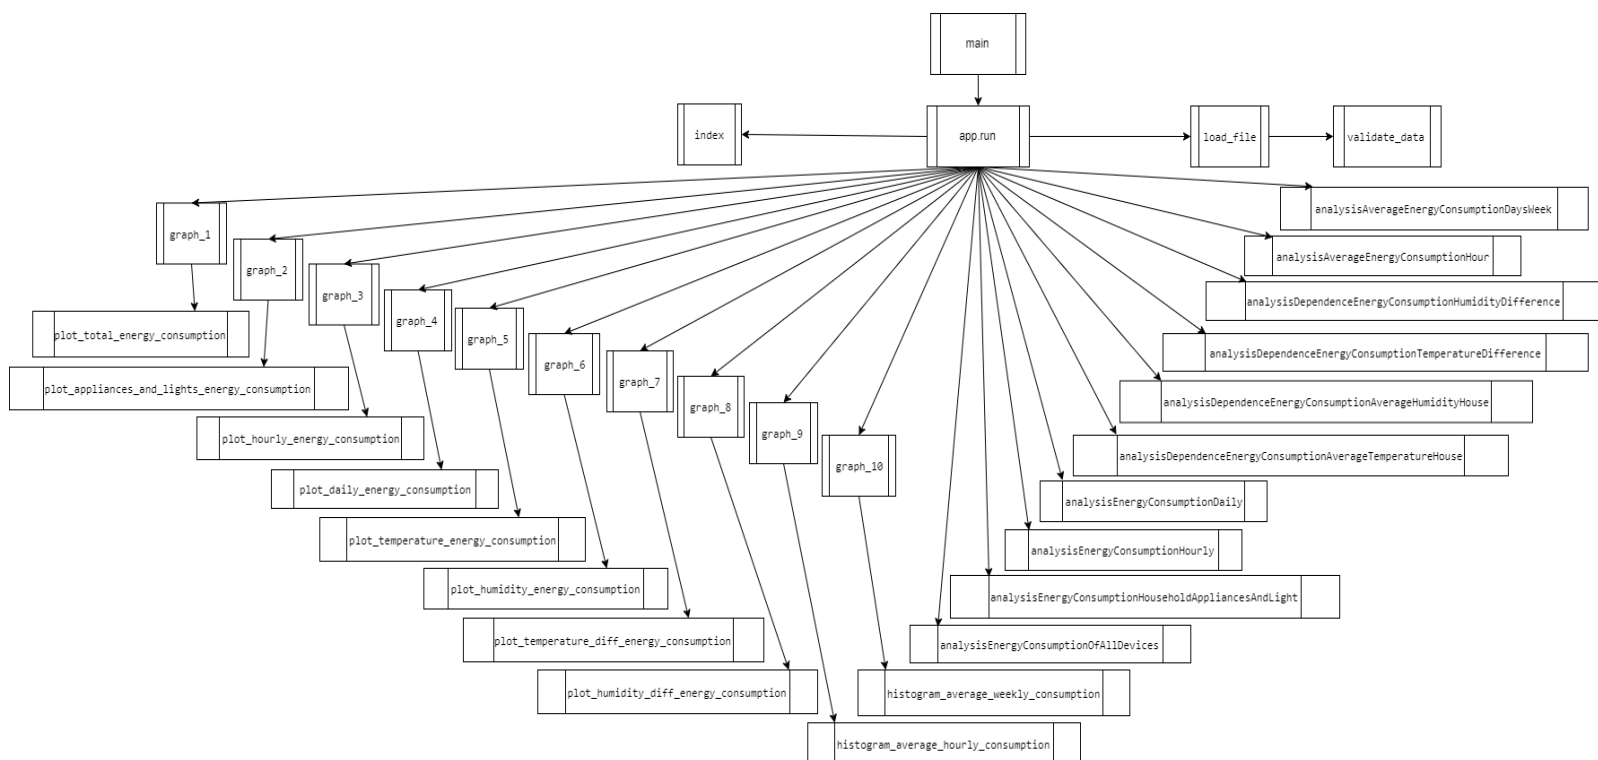 main
index
app.run
load_file
validate_data
analysisAverageEnergyConsumptionDaysWeek
graph_1
analysisAverageEnergyConsumptionHour
graph_2
graph_3
analysisDependenceEnergyConsumptionHumidityDifference
graph_4
plot_total_energy_consumption
graph_5
analysisDependenceEnergyConsumptionTemperatureDifference
graph_6
graph_7
plot_appliances_and_lights_energy_consumption
analysisDependenceEnergyConsumptionAverageHumidityHouse
graph_8
graph_9
plot_hourly_energy_consumption
analysisDependenceEnergyConsumptionAverageTemperatureHouse
graph_10
plot_daily_energy_consumption
analysisEnergyConsumptionDaily
plot_temperature_energy_consumption
analysisEnergyConsumptionHourly
plot_humidity_energy_consumption
analysisEnergyConsumptionHouseholdAppliancesAndLight
plot_temperature_diff_energy_consumption
analysisEnergyConsumptionOfAllDevices
plot_humidity_diff_energy_consumption
histogram_average_weekly_consumption
histogram_average_hourly_consumption